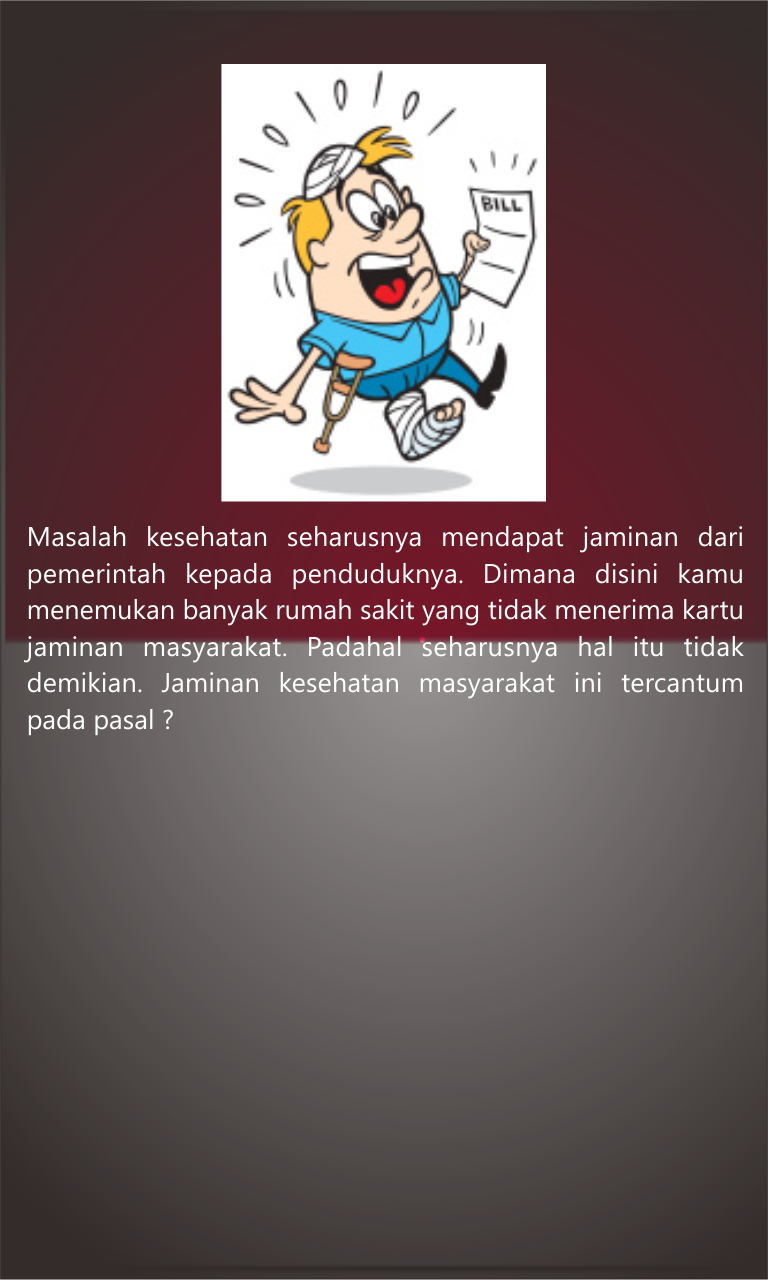 BILL
Masalah kesehatan seharusnya mendapat jaminan dari
pemerintah kepada penduduknya. Dimana disini kamu
menemukan banyak rumah sakit yang tidak menerima kartu
jaminan masyarakat. Padahal seharusnya hal itu tidak
demikian. Jaminan kesehatan masyarakat ini tercantum
pada pasal ?